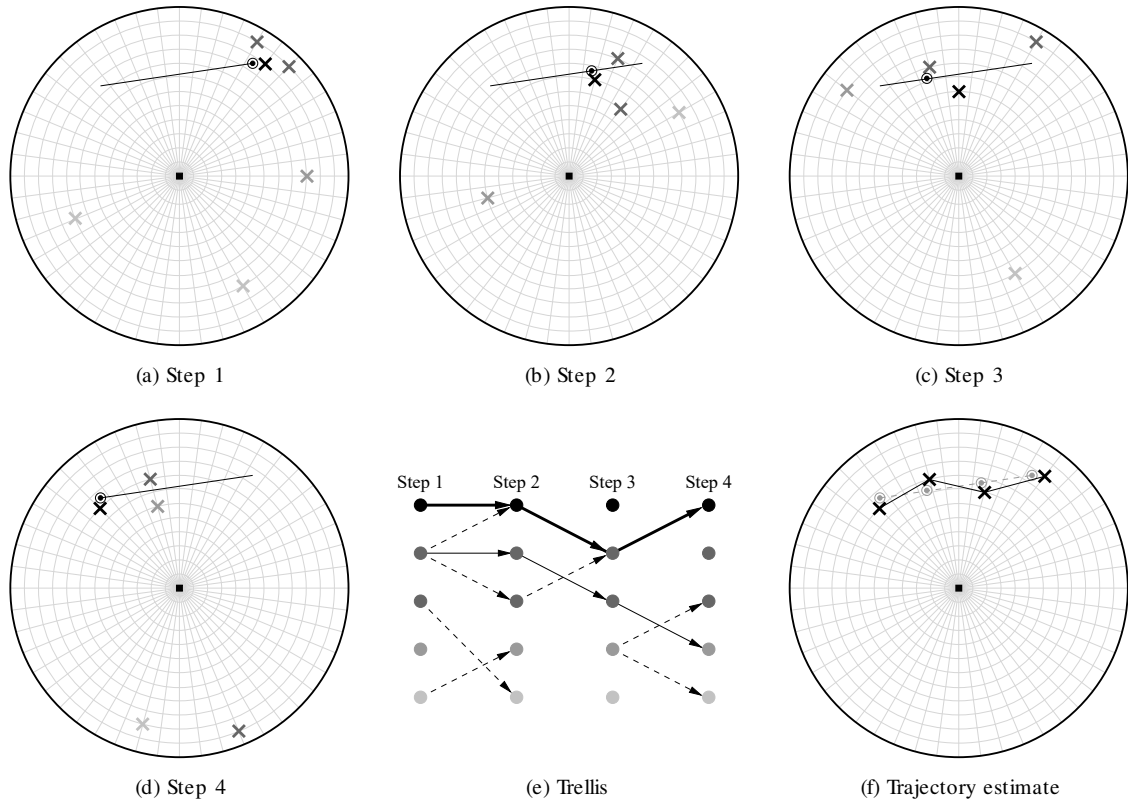 (a) Step 1
(b) Step 2
(c) Step 3
Step 1 Step 2 Step 3 Step 4
(d) Step 4
(e) Trellis
(f) Trajectory estimate